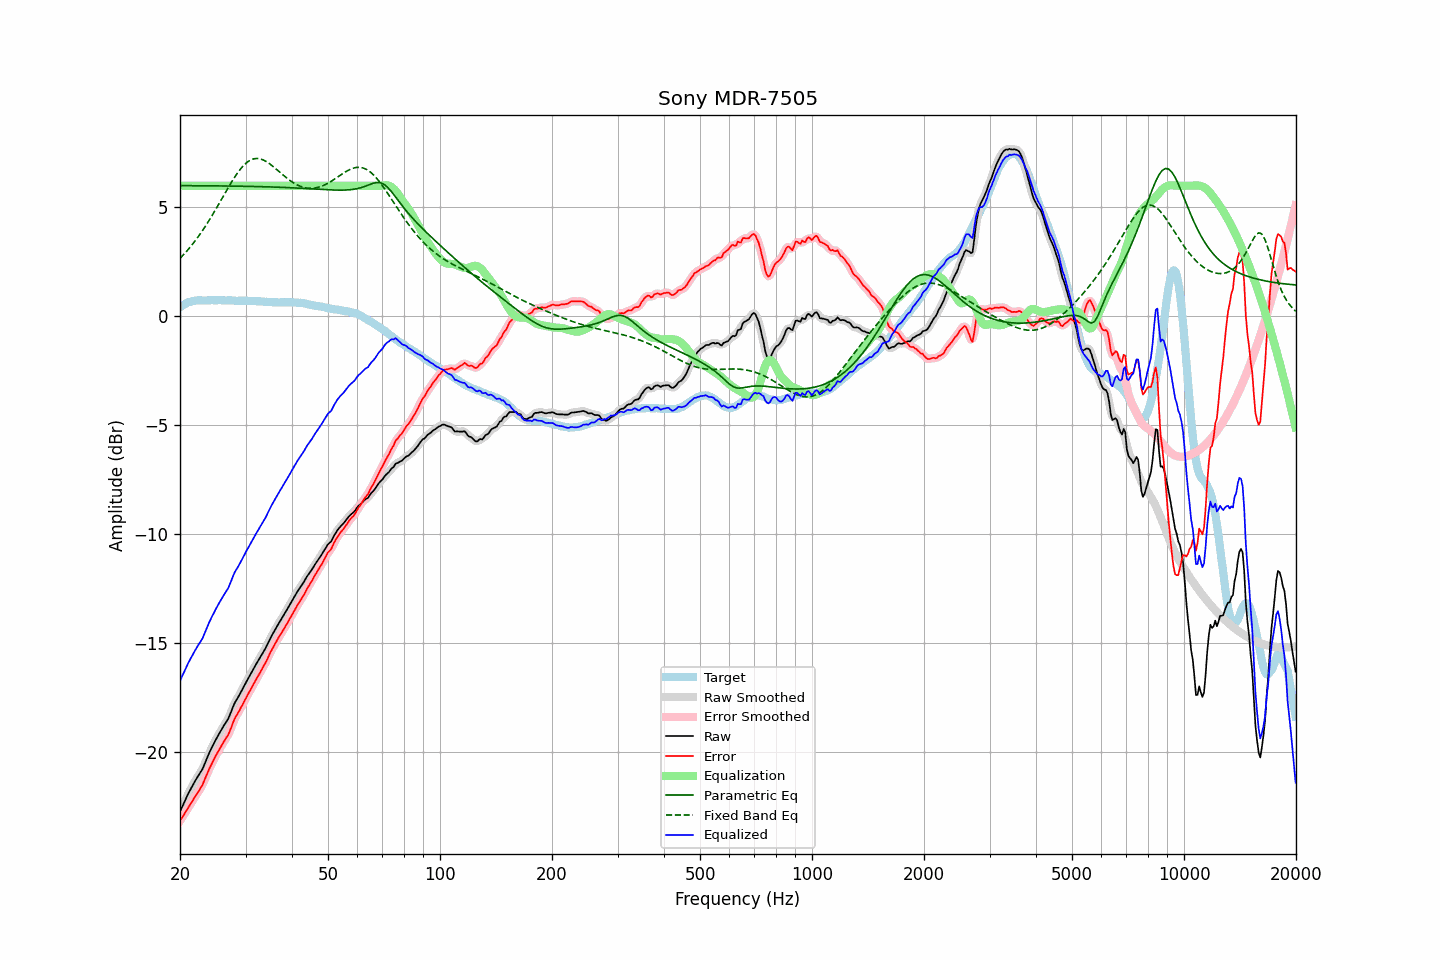 Sony MDR-7505
Amplitude (dBr)
5
0
−5
−10
−15
−20
Target
Raw Smoothed
Error Smoothed
Raw
Error
Equalization
Parametric Eq
Fixed Band Eq
Equalized
20 50 100 200 500 1000 2000 5000 10000 20000
Frequency (Hz)